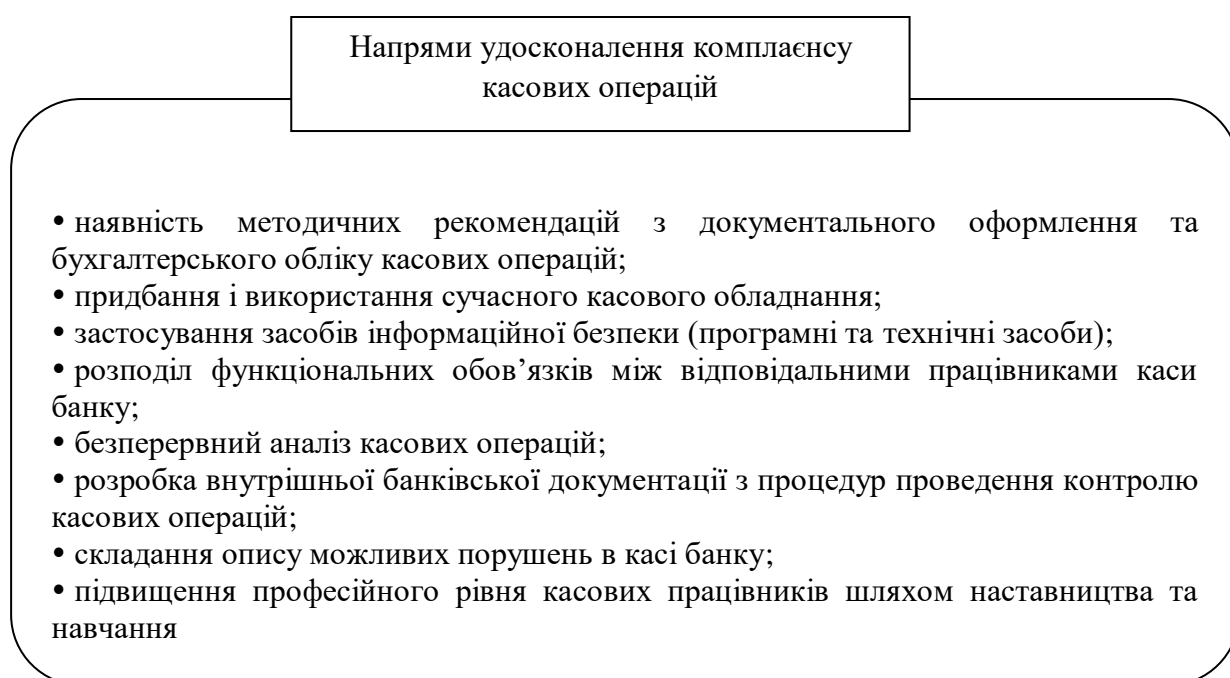 Напрями удосконалення комплаєнсу
касових операцій
• наявність методичних рекомендацій з документального оформлення та
бухгалтерського обліку касових операцій;
• придбання і використання сучасного касового обладнання;
• застосування засобів інформаційної безпеки (програмні та технічні засоби);
• розподіл функціональних обов’язків між відповідальними працівниками каси
банку;
• безперервний аналіз касових операцій;
• розробка внутрішньої банківської документації з процедур проведення контролю
касових операцій;
• складання опису можливих порушень в касі банку;
• підвищення професійного рівня касових працівників шляхом наставництва та
навчання